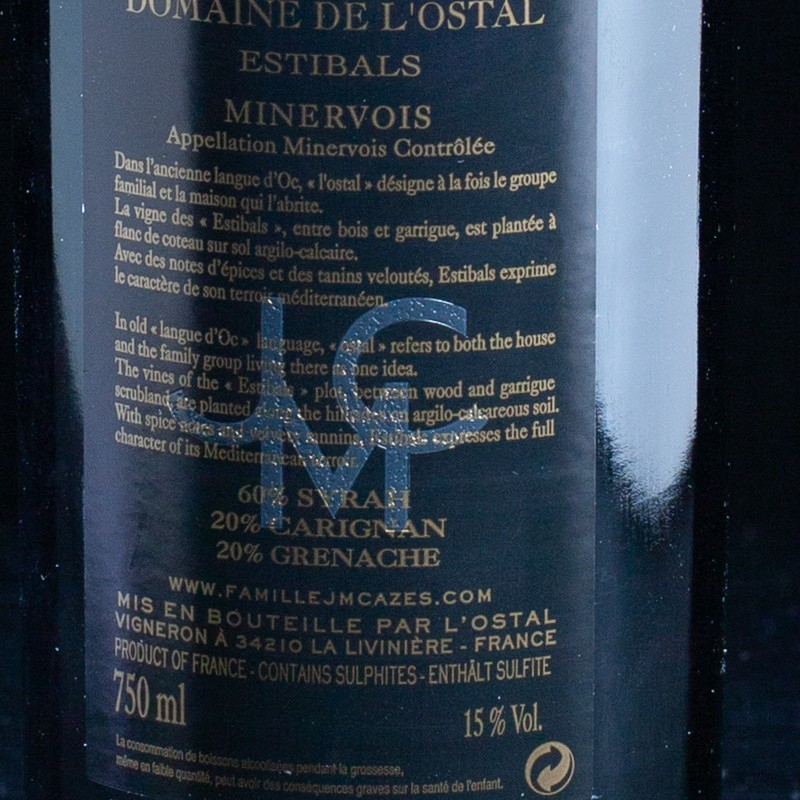 DOMAINE DE L'OSTAL
ESTIBALS
MINERVOIS
Appellation Minervois Contrôlée
Dans l'ancienne langue d'Oc, « l'ostal » désigne à la fois le groupe
familial et la maison qui l'abrite.
La vigne des « Estibals », entre bois et garrigue, est plantée à
flanc de coteau sur sol argilo-calcaire.
Avec des notes d'épices et des tanins veloutés, Estibals exprime
le caractère de son terroir méditerranéen.
In old « langue d'Oc » language, « ostal » refers to both the house
and the family group living there as one idea.
The vines of the « Estibals » plot, between wood and garrigue
scrubland, are planted along the hillsides on argilo-calcareous soil.
With spice notes and velvety tannins, Estibals expresses the full
character of its Mediterranean terroir.
JMC
60% SYRAH
20% CARIGNAN
20% GRENACHE
WWW.FAMILLEJMCAZES.COM
MIS EN BOUTEILLE PAR L'OSTAL
VIGNERON À 34210 LA LIVINIÈRE - FRANCE
PRODUCT OF FRANCE - CONTAINS SULPHITES - ENTHÄLT SULFITE
750 ml
15 % Vol.
La consommation de boissons alcoolisées pendant la grossesse,
même en faible quantité, peut avoir des conséquences graves sur la santé de l'enfant.